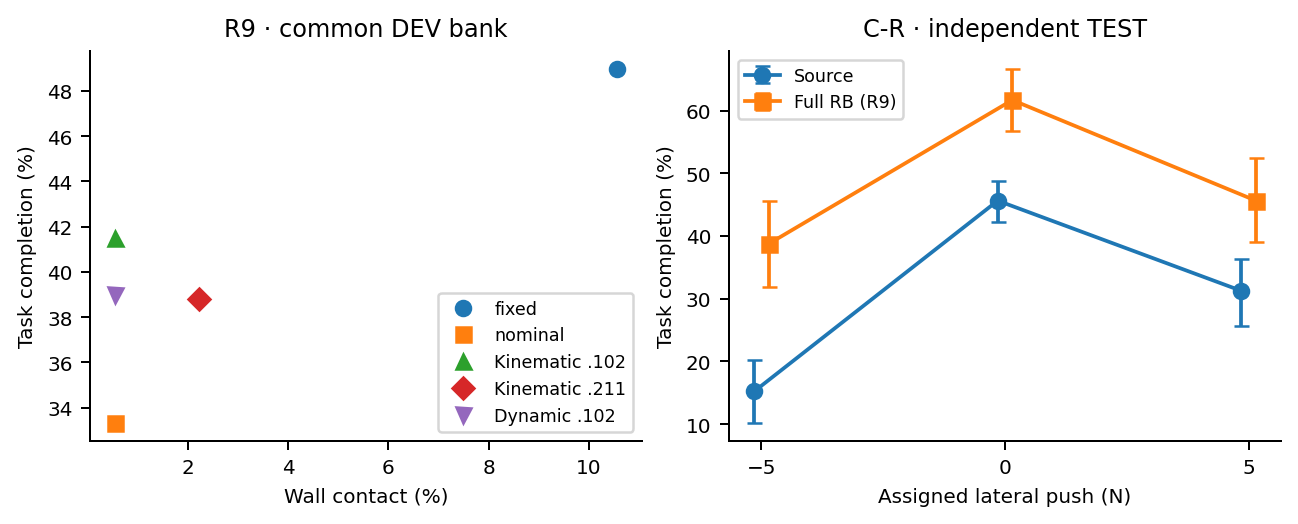 R9 · common DEV bank
Task completion (%)
48
46
44
42
40
38
36
34
2
4
6
8
10
Wall contact (%)
fixed
nominal
Kinematic .102
Kinematic .211
Dynamic .102
C-R · independent TEST
Task completion (%)
60
50
40
30
20
10
−5
0
5
Assigned lateral push (N)
Source
Full RB (R9)